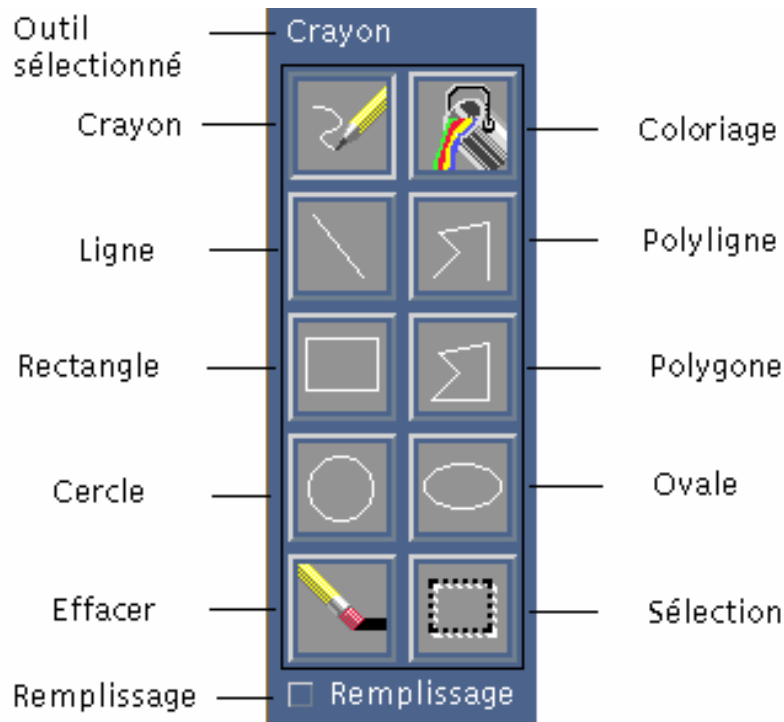 Outil
sélectionné
Crayon
Crayon
Coloriage
Ligne
Polyligne
Rectangle
Polygone
Cercle
Ovale
Effacer
Sélection
Remplissage
Remplissage